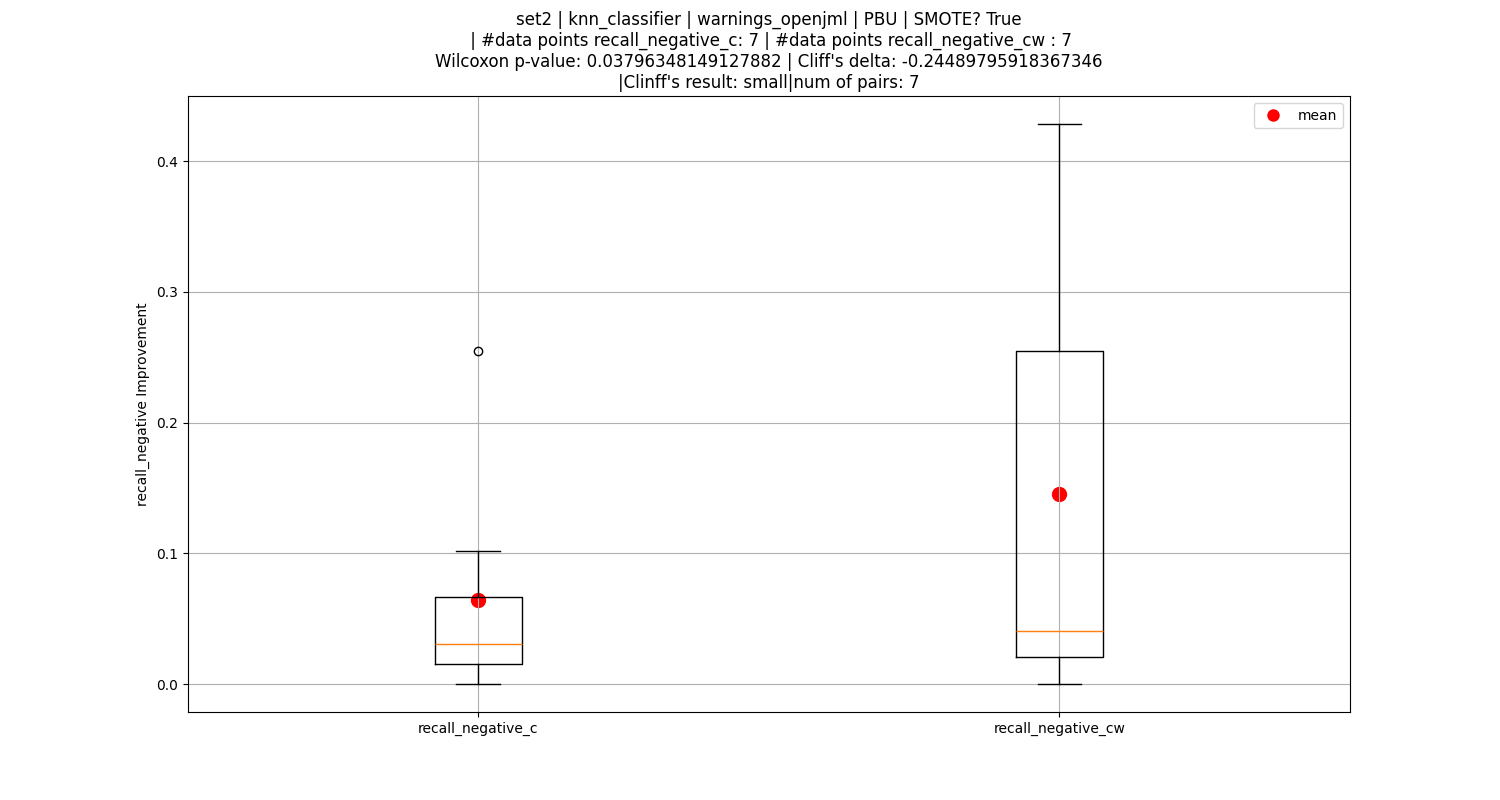 set2 | knn_classifier | warnings_openjml | PBU | SMOTE? True
| #data points recall_negative_c: 7 | #data points recall_negative_cw : 7
Wilcoxon p-value: 0.03796348149127882 | Cliff's delta: -0.24489795918367346
|Clinff's result: small|num of pairs: 7
mean
0.4
0.3
0.2
0.1
0.0
recall_negative Improvement
recall_negative_c
recall_negative_cw